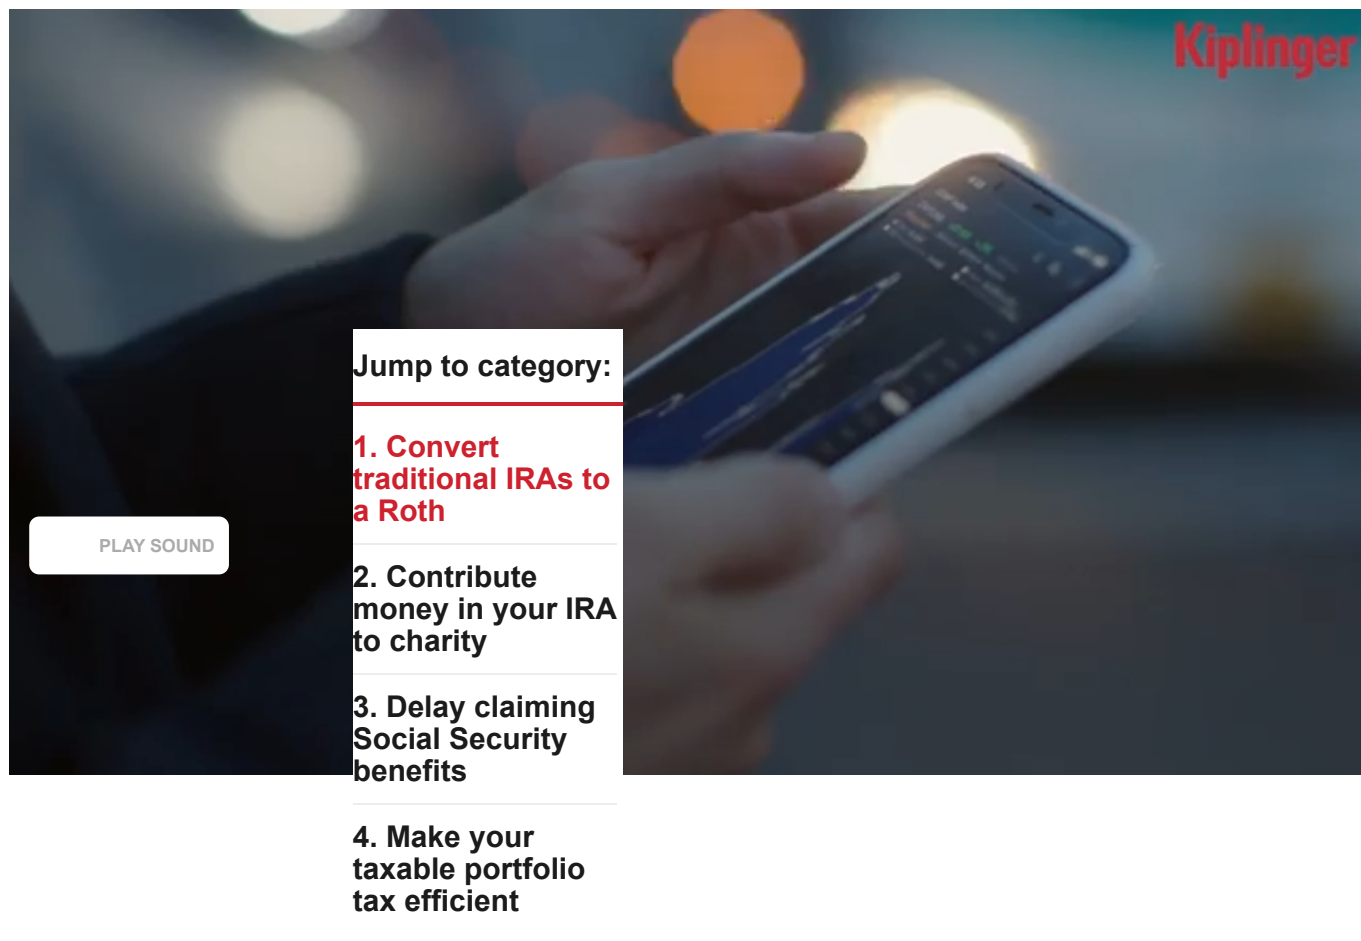 Kiplinger
Jump to category:
1. Convert
traditional IRAs to
a Roth
PLAY SOUND
2. Contribute
money in your IRA
to charity
3. Delay claiming
Social Security
benefits
4. Make your
taxable portfolio
tax efficient